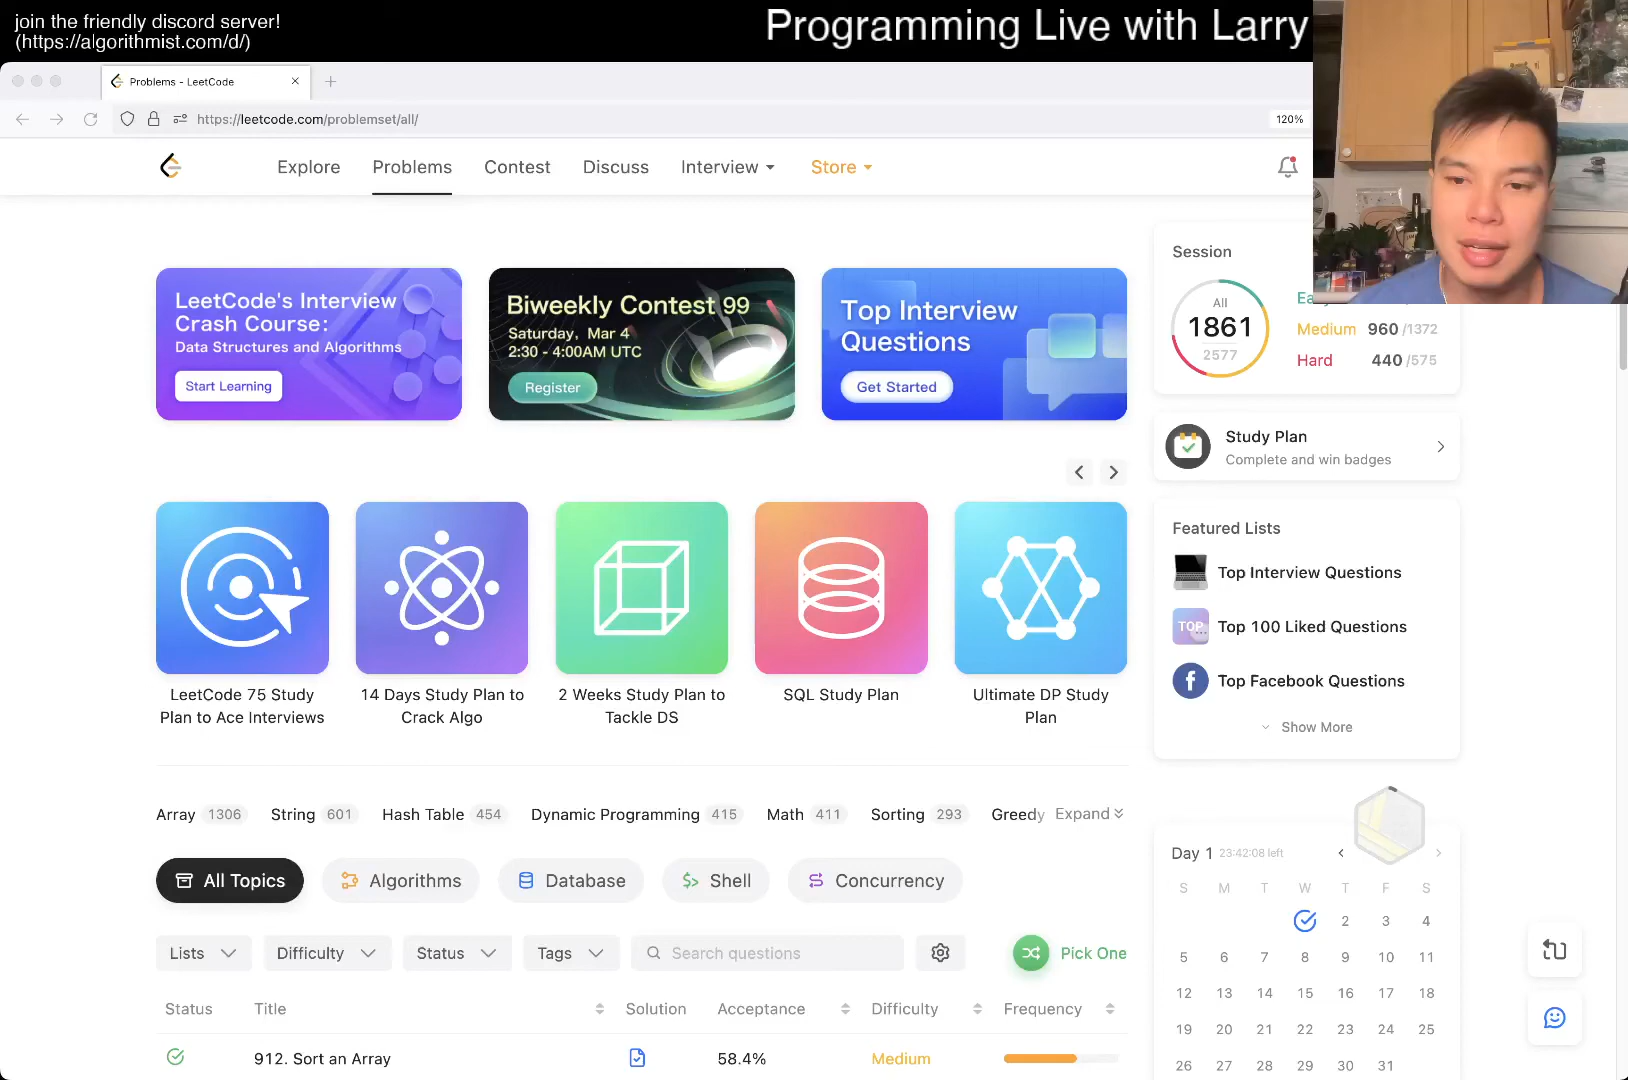 join the friendly discord server!
(https://algorithmist.com/d/)
Programming Live with Larry
Problems - LeetCode
https://leetcode.com/problemset/all/
120%
Explore
Problems
Contest
Discuss
Interview
Store
LeetCode's Interview
Crash Course:
Data Structures and Algorithms
Start Learning
Biweekly Contest 99
Saturday, Mar 4
2:30 - 4:00AM UTC
Register
Top Interview
Questions
Get Started
Session
All
1861
2577
Medium 960 /1372
Hard 440 /575
Study Plan
Complete and win badges
Featured Lists
Top Interview Questions
TOP
Top 100 Liked Questions
Top Facebook Questions
Show More
LeetCode 75 Study
Plan to Ace Interviews
14 Days Study Plan to
Crack Algo
2 Weeks Study Plan to
Tackle DS
SQL Study Plan
Ultimate DP Study
Plan
Array 1306
String 601
Hash Table 454
Dynamic Programming 415
Math 411
Sorting 293
Greedy
Expand
All Topics
Algorithms
Database
Shell
Concurrency
Lists
Difficulty
Status
Tags
Search questions
Pick One
Status
Title
Solution
Acceptance
Difficulty
Frequency
912. Sort an Array
58.4%
Medium
Day 1 23:42:08 left
S M T W T F S
2 3 4
5 6 7 8 9 10 11
12 13 14 15 16 17 18
19 20 21 22 23 24 25
26 27 28 29 30 31